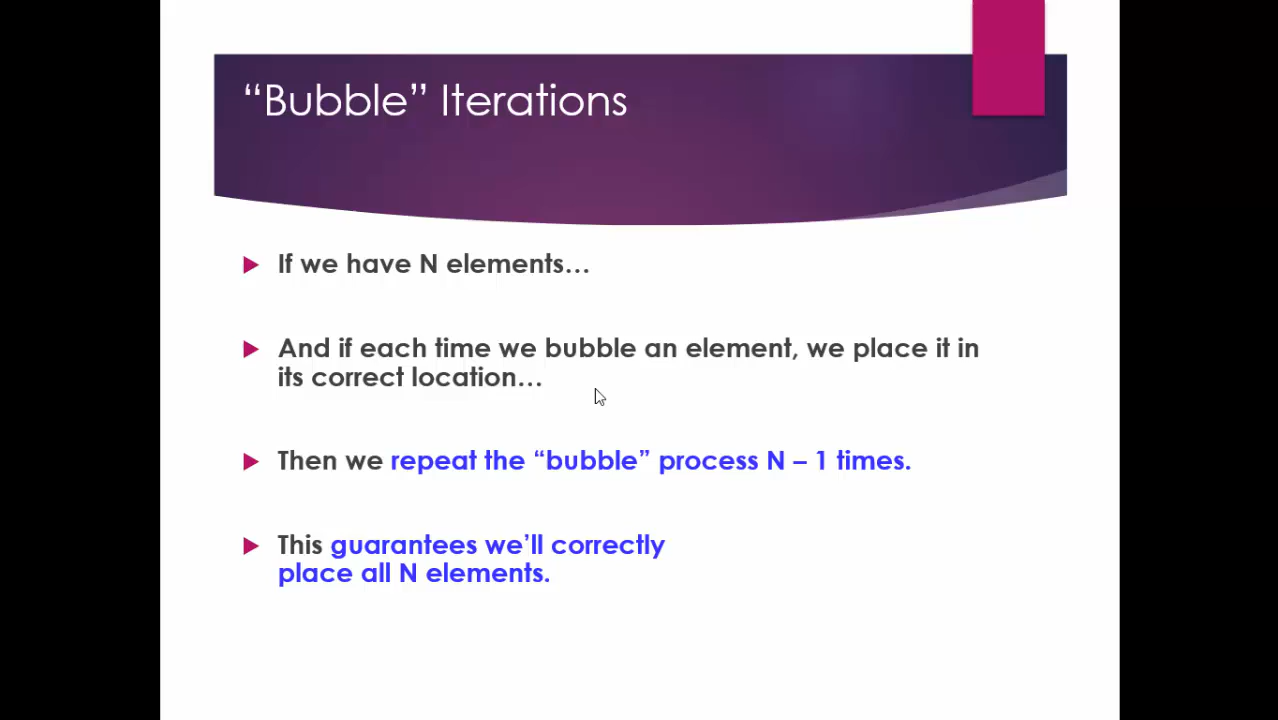 “Bubble” Iterations
If we have N elements…
And if each time we bubble an element, we place it in
its correct location…
Then we repeat the “bubble” process N – 1 times.
This guarantees we’ll correctly
place all N elements.